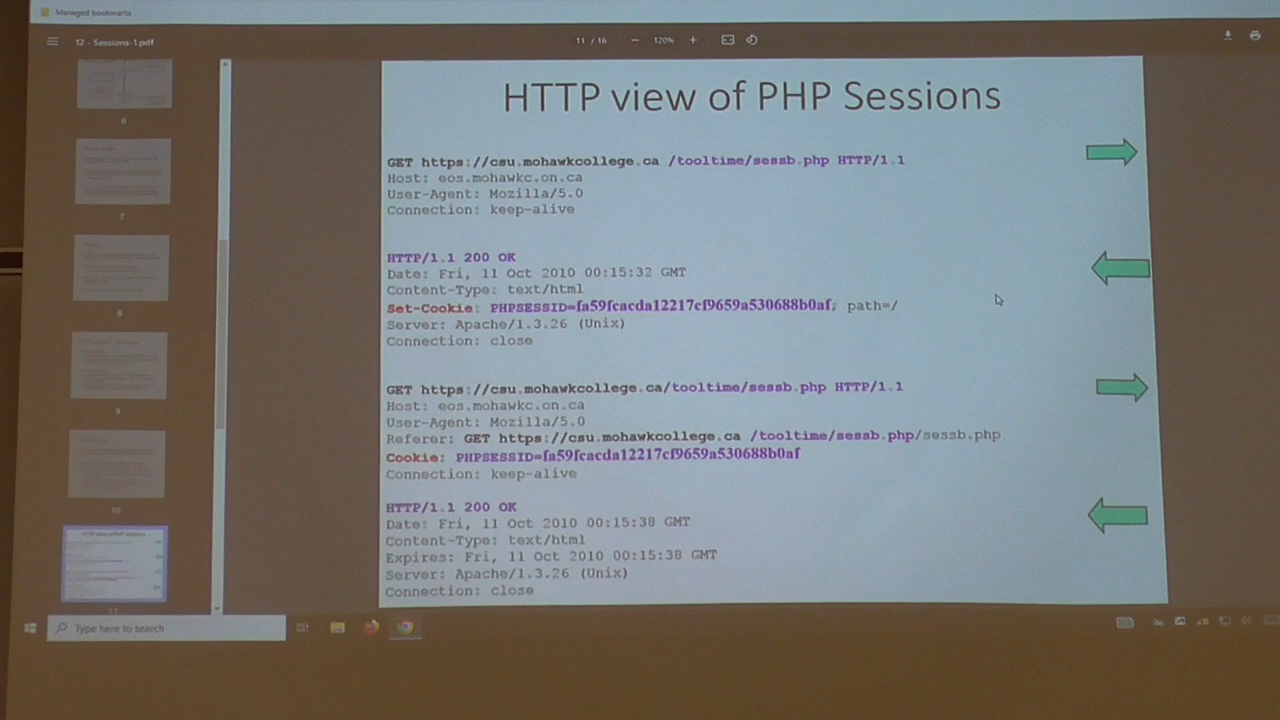 Managed bookmarks
12 - Sessions-1.pdf
11 / 16
120%
6
7
8
9
10
11
HTTP view of PHP Sessions
GET https://csu.mohawkcollege.ca /tooltime/sessb.php HTTP/1.1
Host: eos.mohawkc.on.ca
User-Agent: Mozilla/5.0
Connection: keep-alive
HTTP/1.1 200 OK
Date: Fri, 11 Oct 2010 00:15:32 GMT
Content-Type: text/html
Set-Cookie: PHPSESSID=fa59fcacda12217cf9659a530688b0af; path=/
Server: Apache/1.3.26 (Unix)
Connection: close
GET https://csu.mohawkcollege.ca/tooltime/sessb.php HTTP/1.1
Host: eos.mohawkc.on.ca
User-Agent: Mozilla/5.0
Referer: GET https://csu.mohawkcollege.ca /tooltime/sessb.php/sessb.php
Cookie: PHPSESSID=fa59fcacda12217cf9659a530688b0af
Connection: keep-alive
HTTP/1.1 200 OK
Date: Fri, 11 Oct 2010 00:15:38 GMT
Content-Type: text/html
Expires: Fri, 11 Oct 2010 00:15:38 GMT
Server: Apache/1.3.26 (Unix)
Connection: close
Type here to search